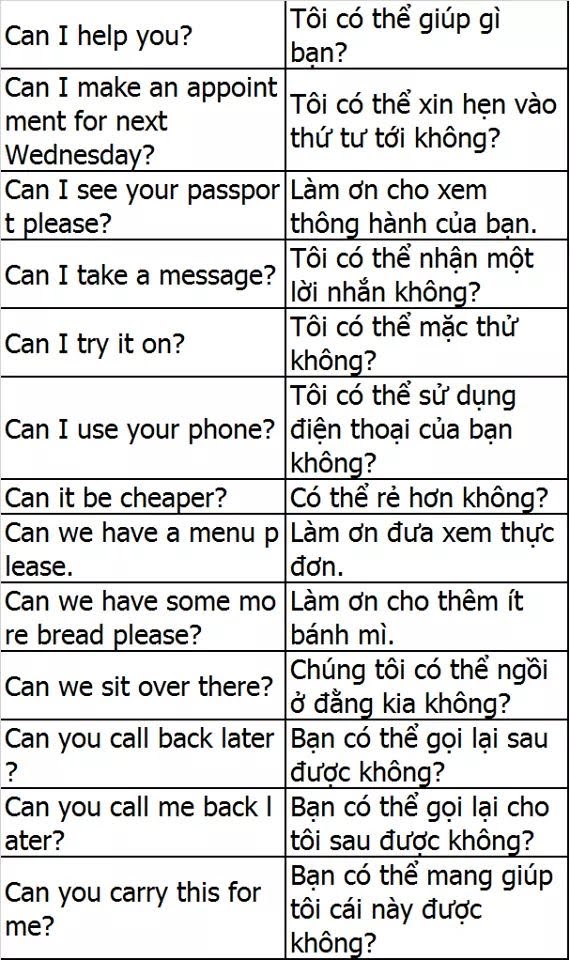 Can I help you?
Tôi có thể giúp gì
bạn?
Can I make an appoint
ment for next
Wednesday?
Tôi có thể xin hẹn vào
thứ tư tới không?
Can I see your passpor
t please?
Làm ơn cho xem
thông hành của bạn.
Can I take a message?
Tôi có thể nhận một
lời nhắn không?
Can I try it on?
Tôi có thể mặc thử
không?
Can I use your phone?
Tôi có thể sử dụng
điện thoại của bạn
không?
Can it be cheaper?
Có thể rẻ hơn không?
Can we have a menu p
lease.
Làm ơn đưa xem thực
đơn.
Can we have some mo
re bread please?
Làm ơn cho thêm ít
bánh mì.
Can we sit over there?
Chúng tôi có thể ngồi
ở đằng kia không?
Can you call back later
?
Bạn có thể gọi lại sau
được không?
Can you call me back l
ater?
Bạn có thể gọi lại cho
tôi sau được không?
Can you carry this for
me?
Bạn có thể mang giúp
tôi cái này được
không?